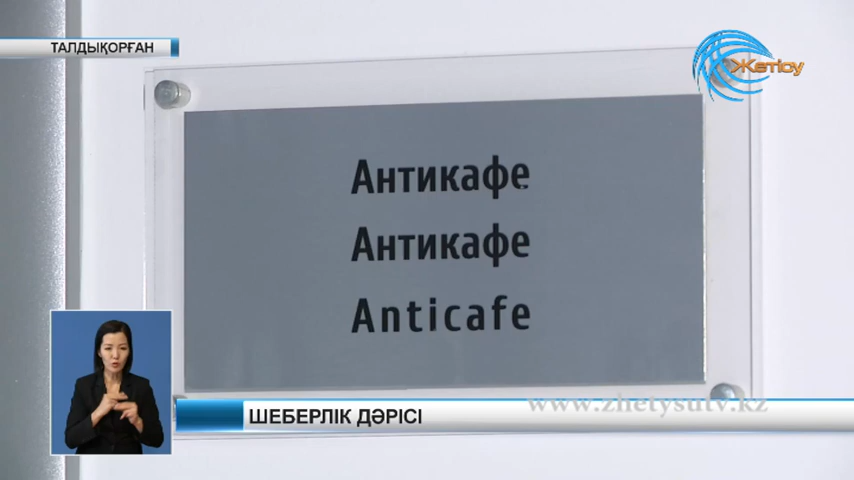 ТАЛДЫҚОРҒАН
Жетісу
Антикафе
Антикафе
Anticafe
www.zhetysutv.kz
ШЕБЕРЛІК ДӘРІСІ